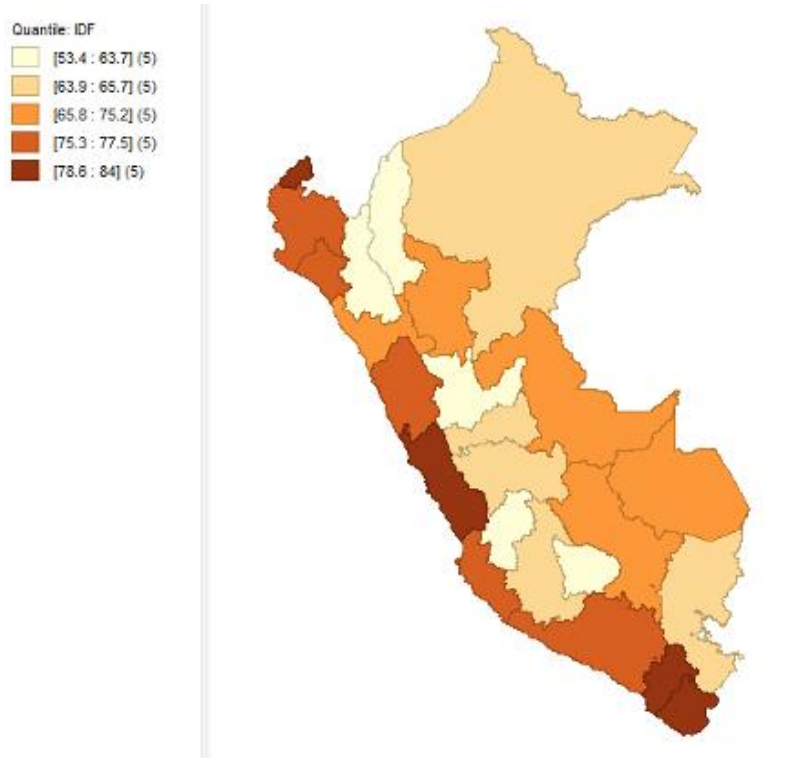 Quantile: IDF
[53.4 : 63.7] (5)
[63.9 : 65.7] (5)
[65.8 : 75.2] (5)
[75.3 : 77.5] (5)
[78.6 : 84] (5)